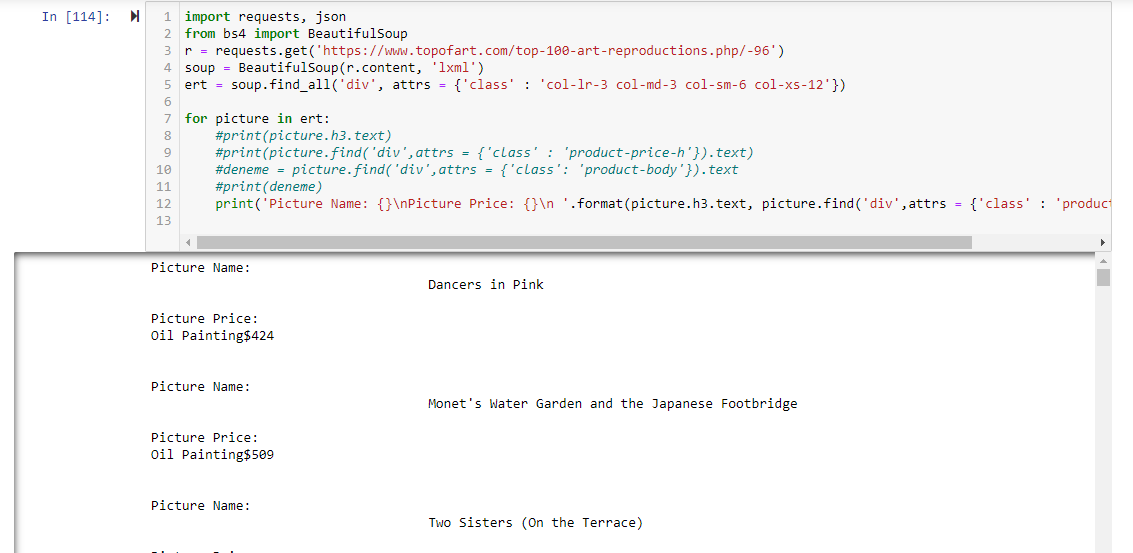 In [114]:
1 import requests, json
2 from bs4 import BeautifulSoup
3 r = requests.get('https://www.topofart.com/top-100-art-reproductions.php/-96')
4 soup = BeautifulSoup(r.content, 'lxml')
5 ert = soup.find_all('div', attrs = {'class' : 'col-lr-3 col-md-3 col-sm-6 col-xs-12'})
6
7 for picture in ert:
8     #print(picture.h3.text)
9     #print(picture.find('div',attrs = {'class' : 'product-price-h'}).text)
10     #deneme = picture.find('div',attrs = {'class': 'product-body'}).text
11     #print(deneme)
12     print('Picture Name: {}\nPicture Price: {}\n '.format(picture.h3.text, picture.find('div',attrs = {'class' : 'product
13
Picture Name:
Dancers in Pink
Picture Price:
Oil Painting$424
Picture Name:
Monet's Water Garden and the Japanese Footbridge
Picture Price:
Oil Painting$509
Picture Name:
Two Sisters (On the Terrace)